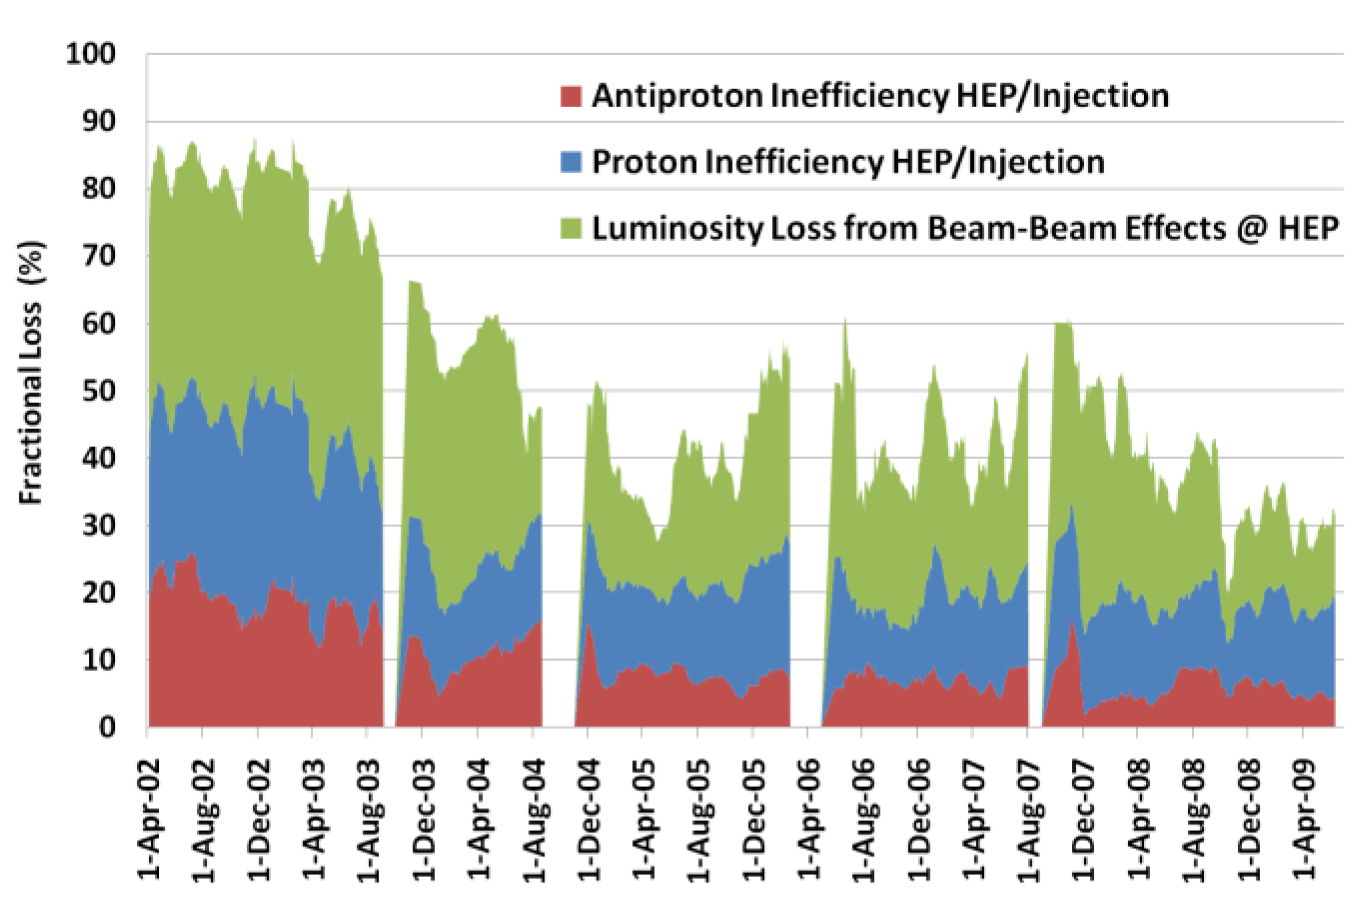 100
90
80
70
60
50
40
30
20
10
0
Fractional Loss (%)
Antiproton Inefficiency HEP/Injection
Proton Inefficiency HEP/Injection
Luminosity Loss from Beam-Beam Effects @ HEP
1-Apr-02
1-Aug-02
1-Dec-02
1-Apr-03
1-Aug-03
1-Dec-03
1-Apr-04
1-Aug-04
1-Dec-04
1-Apr-05
1-Aug-05
1-Dec-05
1-Apr-06
1-Aug-06
1-Dec-06
1-Apr-07
1-Aug-07
1-Dec-07
1-Apr-08
1-Aug-08
1-Dec-08
1-Apr-09